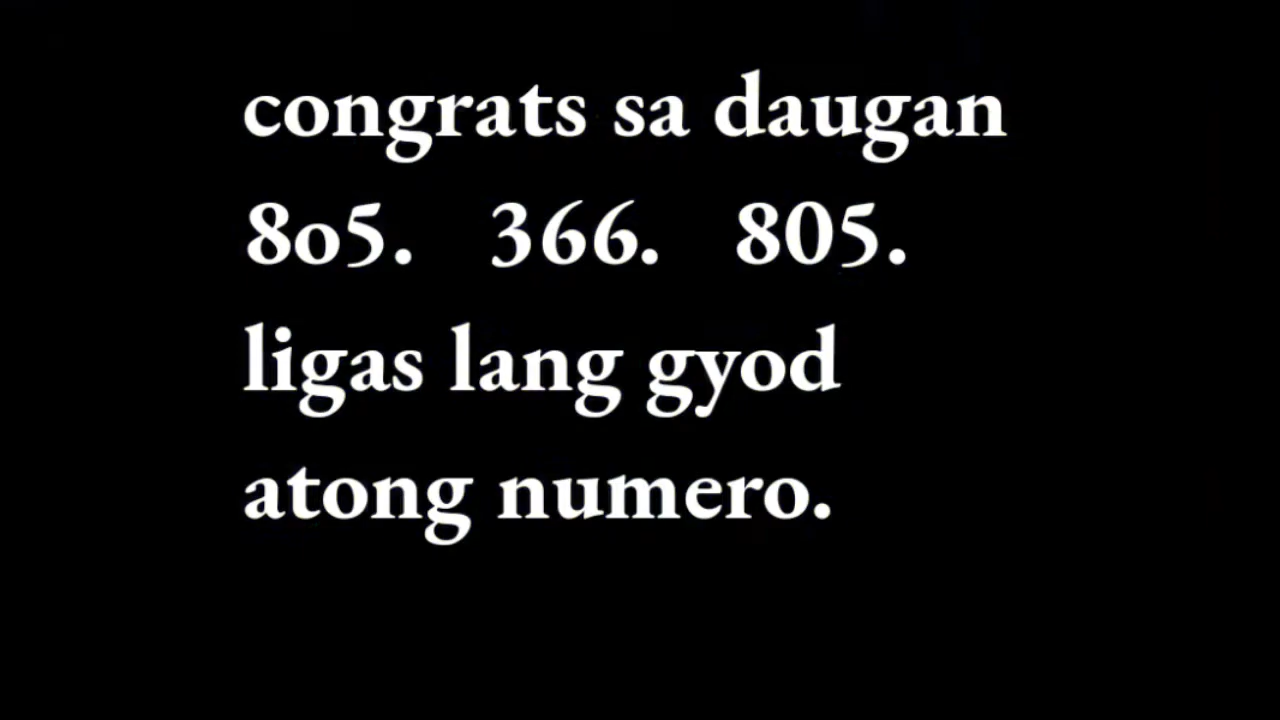 congrats sa daugan
8o5. 366. 805.
ligas lang gyod
atong numero.